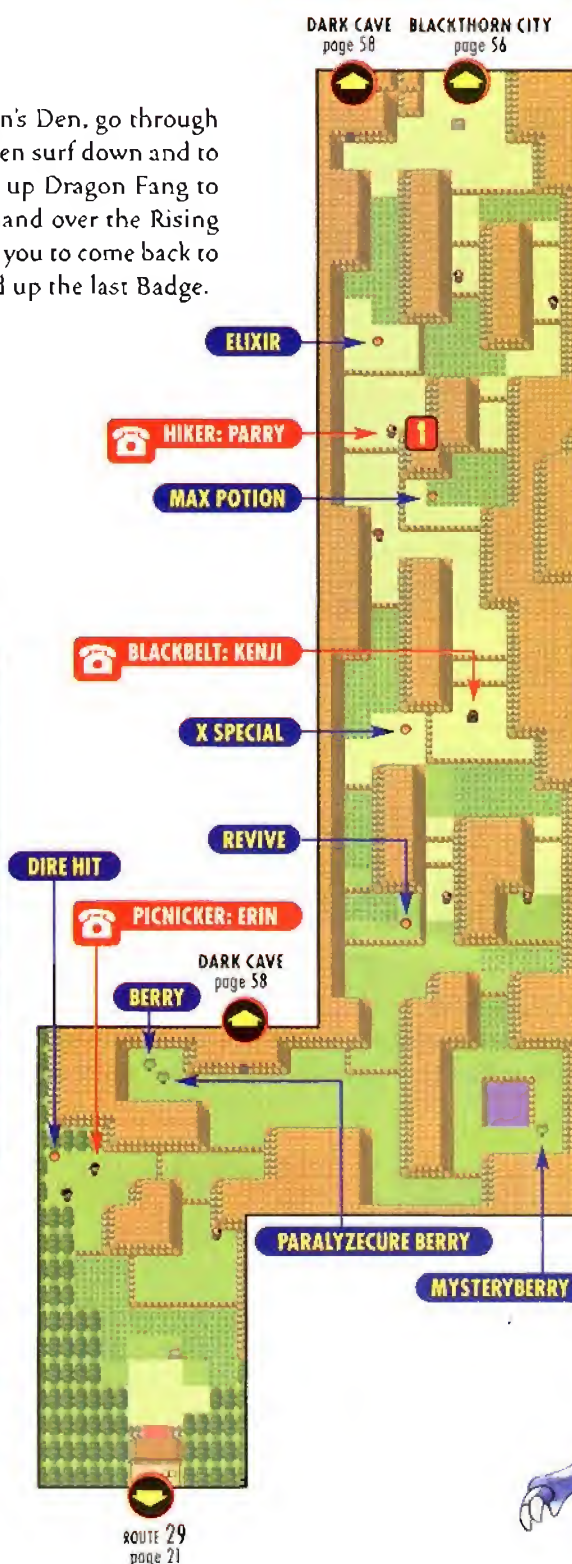 DARK CAVE
page 58
BLACKTHORN CITY
page 56
n's Den, go through
en surf down and to
up Dragon Fang to
and over the Rising
you to come back to
d up the last Badge.
ELIXIR
HIKER: PARRY
MAX POTION
BLACKBELT: KENJI
X SPECIAL
REVIVE
DIRE HIT
PICNICKER: ERIN
DARK CAVE
page 58
BERRY
PARALYZECURE BERRY
MYSTERYBERRY
ROUTE 29
page 21